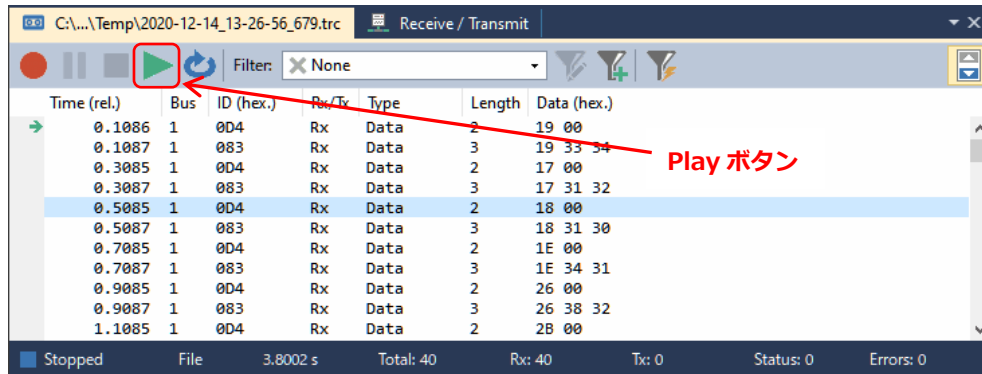 C:\...\Temp\2020-12-14_13-26-56_679.trc Receive / Transmit
Filter: None
Time (rel.) Bus ID (hex.) Rx/Tx Type Length Data (hex.)
0.1086 1 0D4 Rx Data 2 19 00
0.1087 1 083 Rx Data 3 19 33 34
0.3085 1 0D4 Rx Data 2 17 00
0.3087 1 083 Rx Data 3 17 31 32
0.5085 1 0D4 Rx Data 2 18 00
0.5087 1 083 Rx Data 3 18 31 30
0.7085 1 0D4 Rx Data 2 1E 00
0.7087 1 083 Rx Data 3 1E 34 31
0.9085 1 0D4 Rx Data 2 26 00
0.9087 1 083 Rx Data 3 26 38 32
1.1085 1 0D4 Rx Data 2 2B 00
Play ボタン
Stopped File 3.8002 s Total: 40 Rx: 40 Tx: 0 Status: 0 Errors: 0